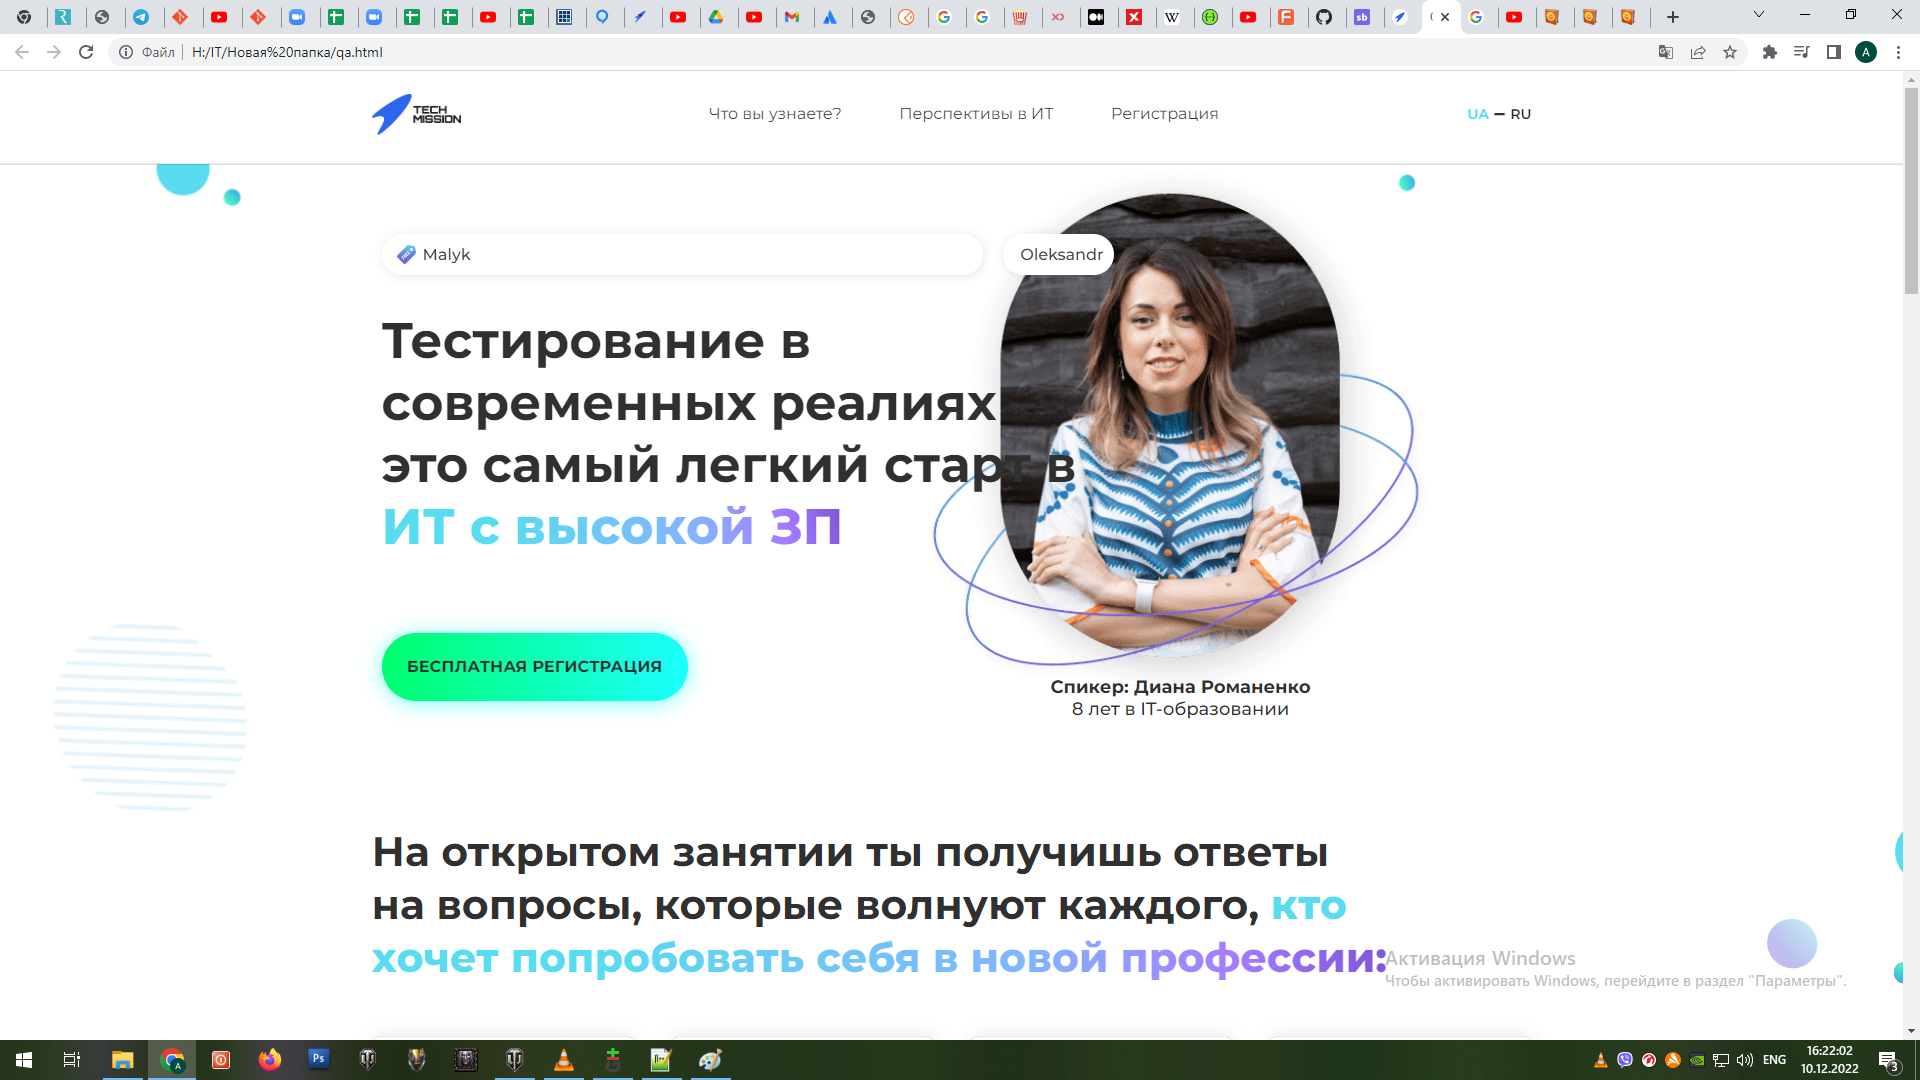 Файл
H:/IT/Новая%20папка/qa.html
A
TECH
MISSION
Что вы узнаете?
Перспективы в ИТ
Регистрация
UA — RU
Malyk
Oleksandr
Тестирование в
современных реалиях
это самый легкий старт в
ИТ с высокой ЗП
БЕСПЛАТНАЯ РЕГИСТРАЦИЯ
Спикер: Диана Романенко
8 лет в IT-образовании
На открытом занятии ты получишь ответы
на вопросы, которые волнуют каждого, кто
хочет попробовать себя в новой профессии:
Активация Windows
Чтобы активировать Windows, перейдите в раздел "Параметры".
ENG
16:22:02
10.12.2022
3